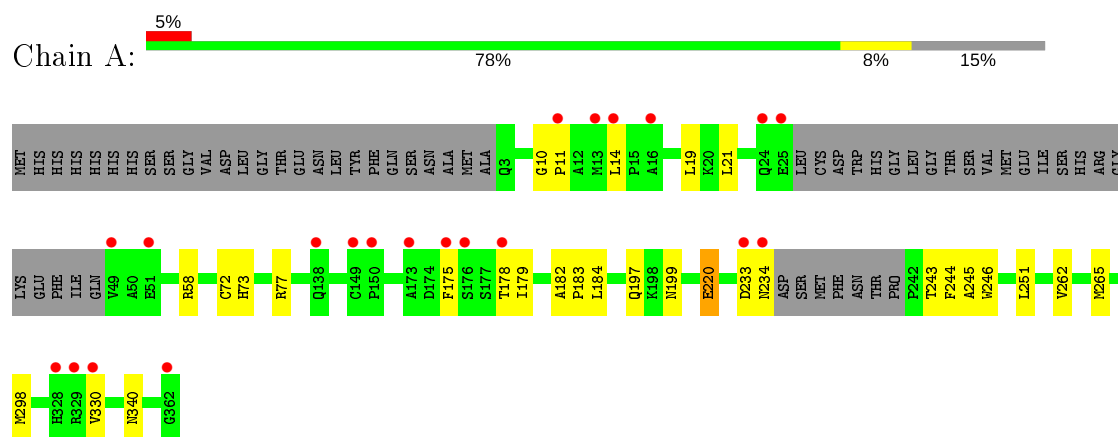 5%
Chain A:
78% 8% 15%
MET HIS HIS HIS HIS HIS HIS SER SER GLY VAL ASP LEU GLY THR GLU ASN LEU TYR PHE GLN SER ASN ALA MET ALA Q3 G10 P11 A12 M13 L14 P15 A16 L19 K20 L21 Q24 E25 LEU CYS ASP TRP HIS GLY LEU GLY THR SER VAL MET GLU ILE SER HIS ARG GLY
LYS GLU PHE ILE GLN V49 A50 E51 R58 C72 H73 R77 Q138 C149 P150 A173 D174 F175 S176 S177 T178 I179 A182 P183 L184 Q197 K198 N199 E220 D233 N234 ASP SER MET PHE ASN THR PRO P242 T243 F244 A245 W246 L251 V262 M265
M298 H328 R329 V330 N340 G362